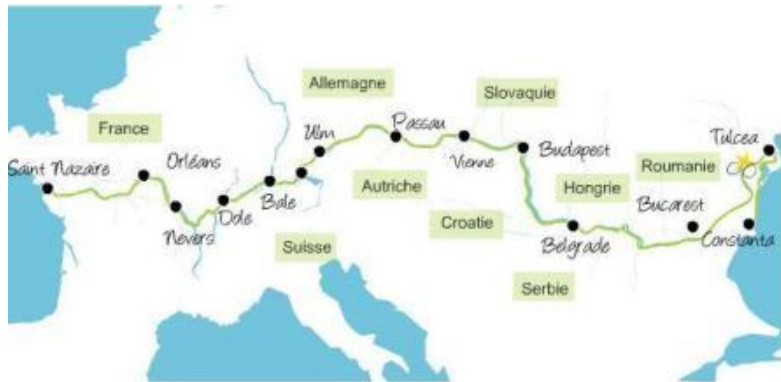 Allemagne
Slovaquie
France
Passau
Ulm
Tulcea
Saint Nazaire
Orléans
Vienne
Budapest
Roumanie
Autriche
Hongrie
Bale
Dole
Nevers
Croatie
Bucarest
Suisse
Belgrade
Constanta
Serbie